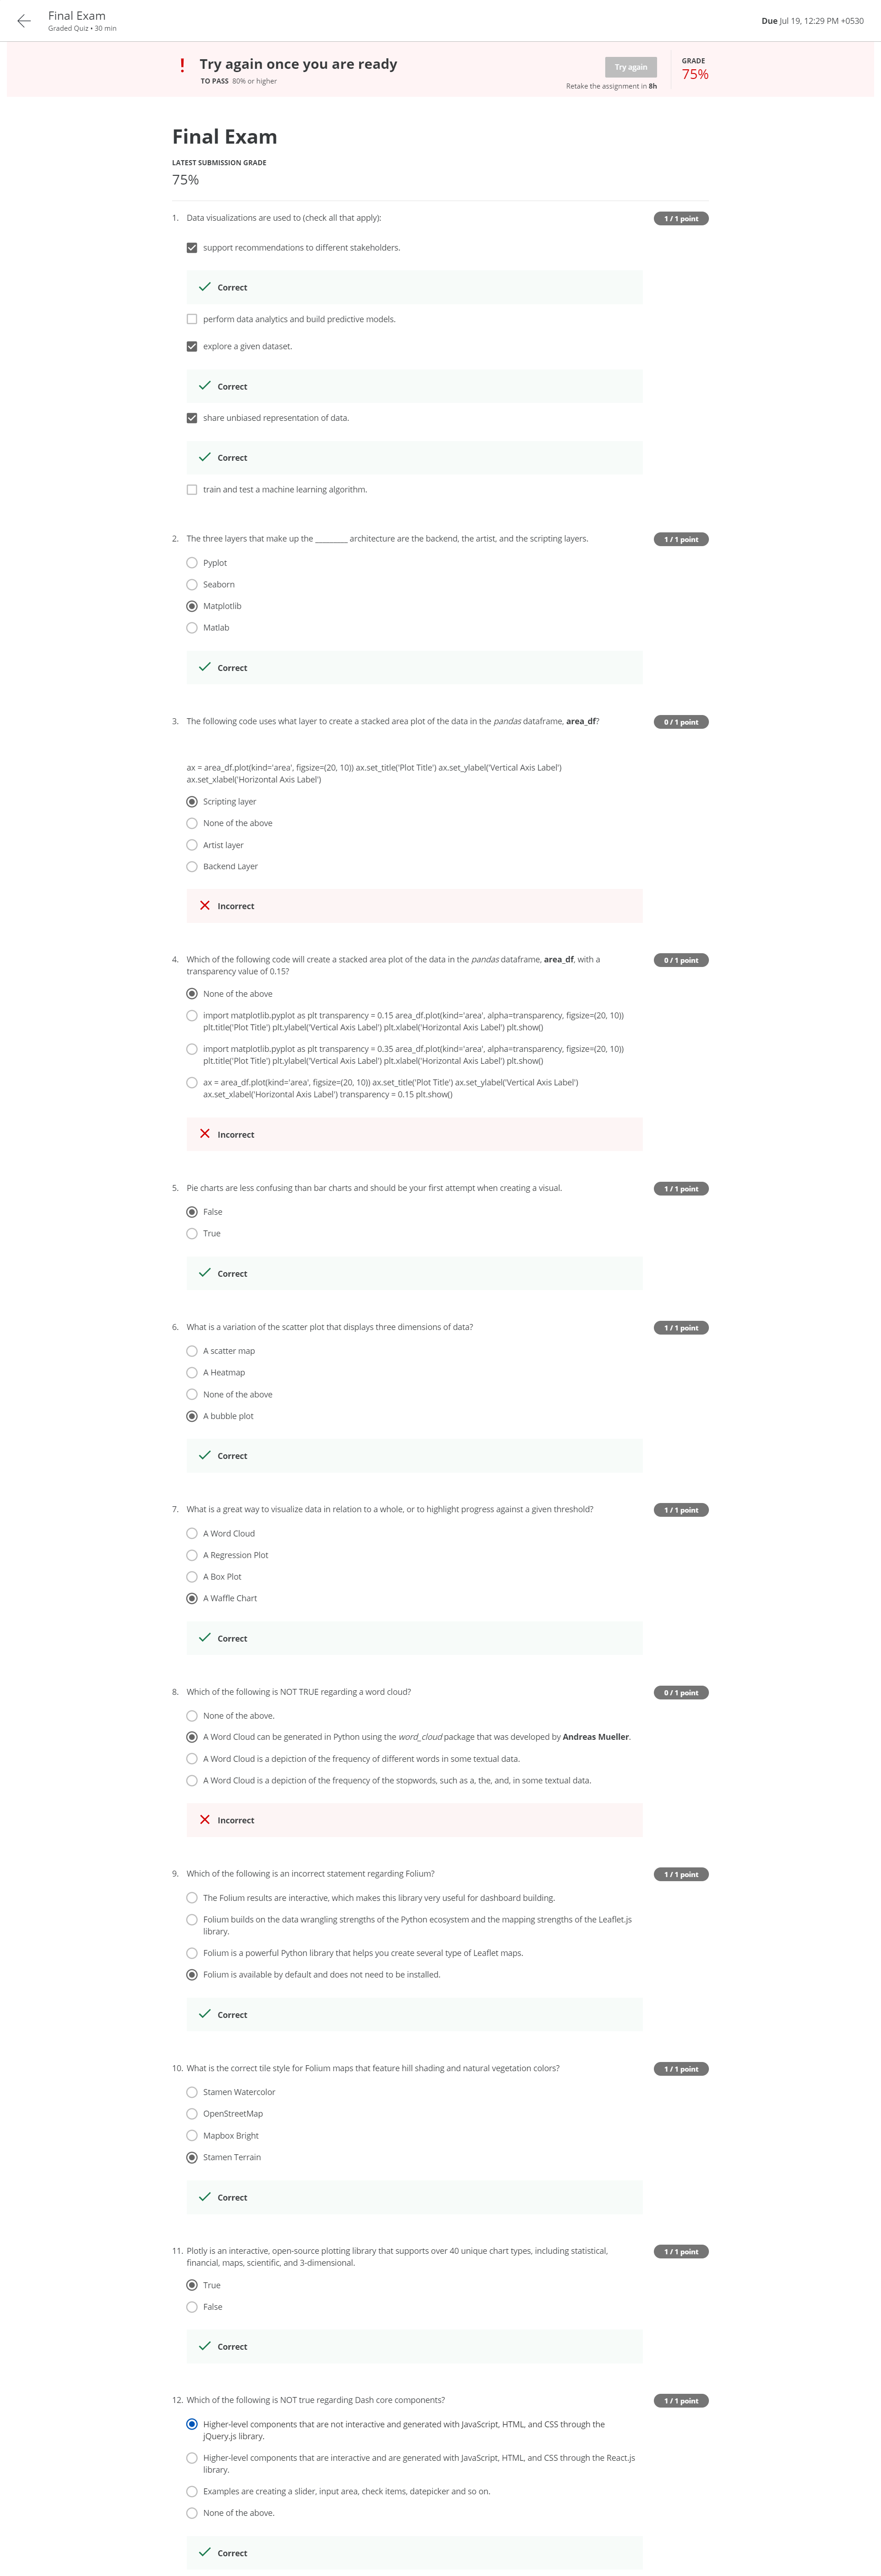 Final Exam
Graded Quiz • 30 min
Due Jul 19, 12:29 PM +0530
Try again once you are ready
TO PASS 80% or higher
Try again
Retake the assignment in 8h
GRADE
75%
Final Exam
LATEST SUBMISSION GRADE
75%
1. Data visualizations are used to (check all that apply):
1 / 1 point
support recommendations to different stakeholders.
Correct
perform data analytics and build predictive models.
explore a given dataset.
Correct
share unbiased representation of data.
Correct
train and test a machine learning algorithm.
2. The three layers that make up the ________ architecture are the backend, the artist, and the scripting layers.
1 / 1 point
Pyplot
Seaborn
Matplotlib
Matlab
Correct
3. The following code uses what layer to create a stacked area plot of the data in the pandas dataframe, area_df?
0 / 1 point
ax = area_df.plot(kind='area', figsize=(20, 10)) ax.set_title('Plot Title') ax.set_ylabel('Vertical Axis Label')
ax.set_xlabel('Horizontal Axis Label')
Scripting layer
None of the above
Artist layer
Backend Layer
Incorrect
4. Which of the following code will create a stacked area plot of the data in the pandas dataframe, area_df, with a
transparency value of 0.15?
0 / 1 point
None of the above
import matplotlib.pyplot as plt transparency = 0.15 area_df.plot(kind='area', alpha=transparency, figsize=(20, 10))
plt.title('Plot Title') plt.ylabel('Vertical Axis Label') plt.xlabel('Horizontal Axis Label') plt.show()
import matplotlib.pyplot as plt transparency = 0.35 area_df.plot(kind='area', alpha=transparency, figsize=(20, 10))
plt.title('Plot Title') plt.ylabel('Vertical Axis Label') plt.xlabel('Horizontal Axis Label') plt.show()
ax = area_df.plot(kind='area', figsize=(20, 10)) ax.set_title('Plot Title') ax.set_ylabel('Vertical Axis Label')
ax.set_xlabel('Horizontal Axis Label') transparency = 0.15 plt.show()
Incorrect
5. Pie charts are less confusing than bar charts and should be your first attempt when creating a visual.
1 / 1 point
False
True
Correct
6. What is a variation of the scatter plot that displays three dimensions of data?
1 / 1 point
A scatter map
A Heatmap
None of the above
A bubble plot
Correct
7. What is a great way to visualize data in relation to a whole, or to highlight progress against a given threshold?
1 / 1 point
A Word Cloud
A Regression Plot
A Box Plot
A Waffle Chart
Correct
8. Which of the following is NOT TRUE regarding a word cloud?
0 / 1 point
None of the above.
A Word Cloud can be generated in Python using the word_cloud package that was developed by Andreas Mueller.
A Word Cloud is a depiction of the frequency of different words in some textual data.
A Word Cloud is a depiction of the frequency of the stopwords, such as a, the, and, in some textual data.
Incorrect
9. Which of the following is an incorrect statement regarding Folium?
1 / 1 point
The Folium results are interactive, which makes this library very useful for dashboard building.
Folium builds on the data wrangling strengths of the Python ecosystem and the mapping strengths of the Leaflet.js
library.
Folium is a powerful Python library that helps you create several type of Leaflet maps.
Folium is available by default and does not need to be installed.
Correct
10. What is the correct tile style for Folium maps that feature hill shading and natural vegetation colors?
1 / 1 point
Stamen Watercolor
OpenStreetMap
Mapbox Bright
Stamen Terrain
Correct
11. Plotly is an interactive, open-source plotting library that supports over 40 unique chart types, including statistical,
financial, maps, scientific, and 3-dimensional.
1 / 1 point
True
False
Correct
12. Which of the following is NOT true regarding Dash core components?
1 / 1 point
Higher-level components that are not interactive and generated with JavaScript, HTML, and CSS through the
jQuery.js library.
Higher-level components that are interactive and are generated with JavaScript, HTML, and CSS through the React.js
library.
Examples are creating a slider, input area, check items, datepicker and so on.
None of the above.
Correct